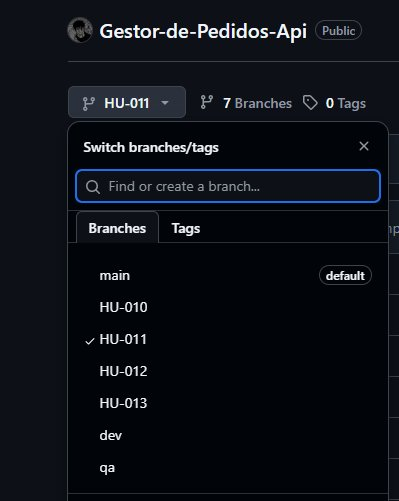 Gestor-de-Pedidos-Api Public
HU-011 7 Branches 0 Tags
Switch branches/tags
Find or create a branch...
Branches Tags
main default
HU-010
HU-011
HU-012
HU-013
dev
qa